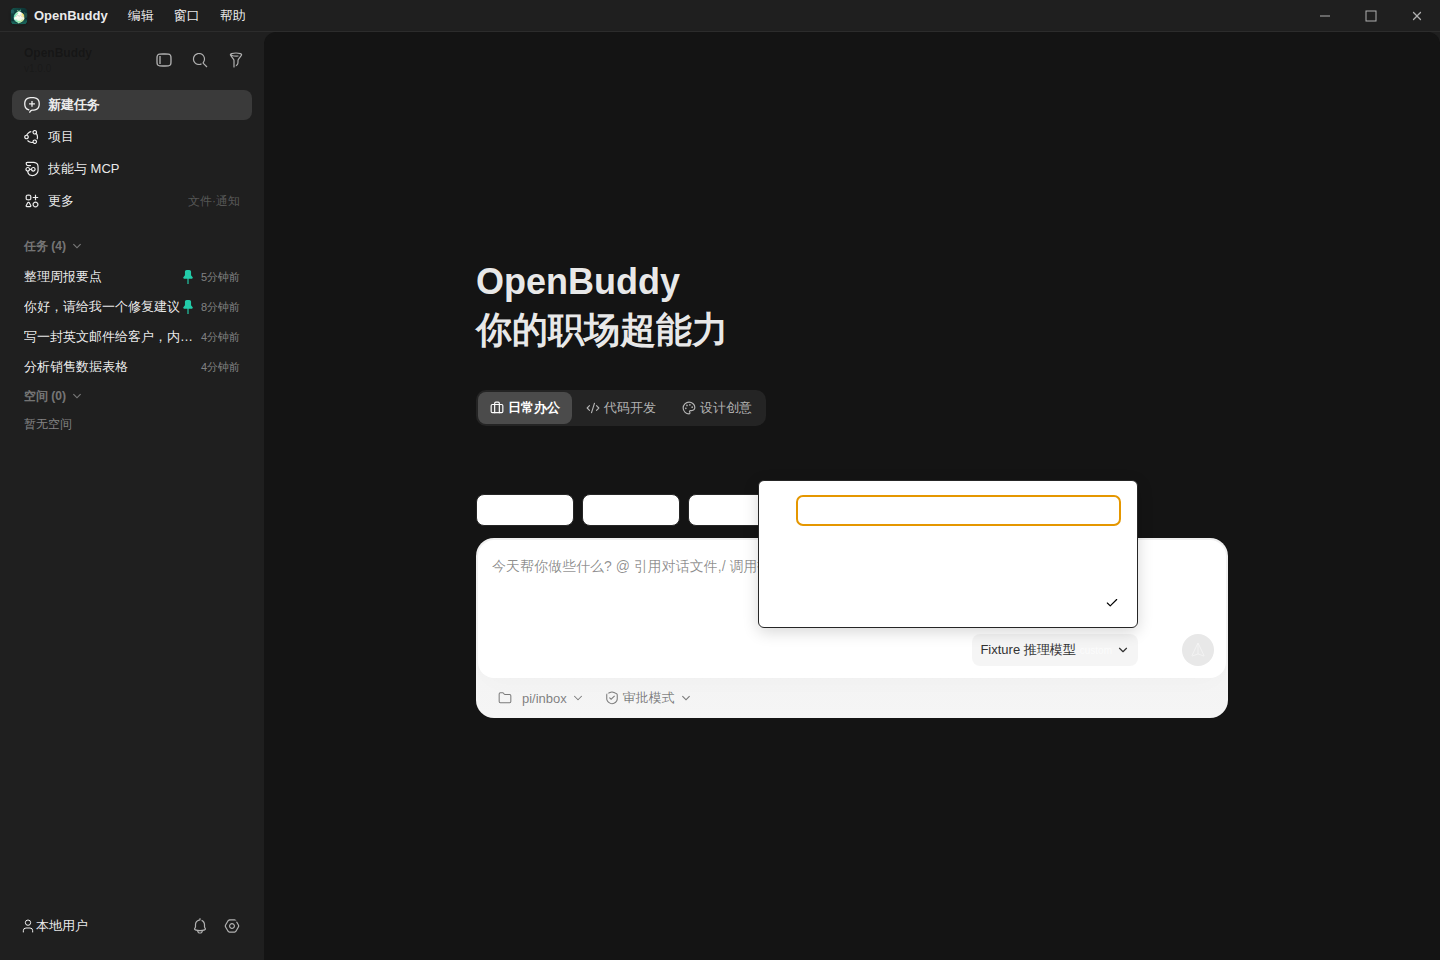 OpenBuddy 编辑 窗口 帮助
OpenBuddy
新建任务
项目
技能与 MCP
更多 文件·通知
任务 (4)
整理周报要点 5分钟前
你好，请给我一个修复建议 8分钟前
写一封英文邮件给客户，内... 4分钟前
分析销售数据表格 4分钟前
空间 (0)
暂无空间
OpenBuddy
你的职场超能力
日常办公 代码开发 设计创意
今天帮你做些什么? @ 引用对话文件,/ 调用
Fixture 推理模型
pi/inbox 审批模式
本地用户